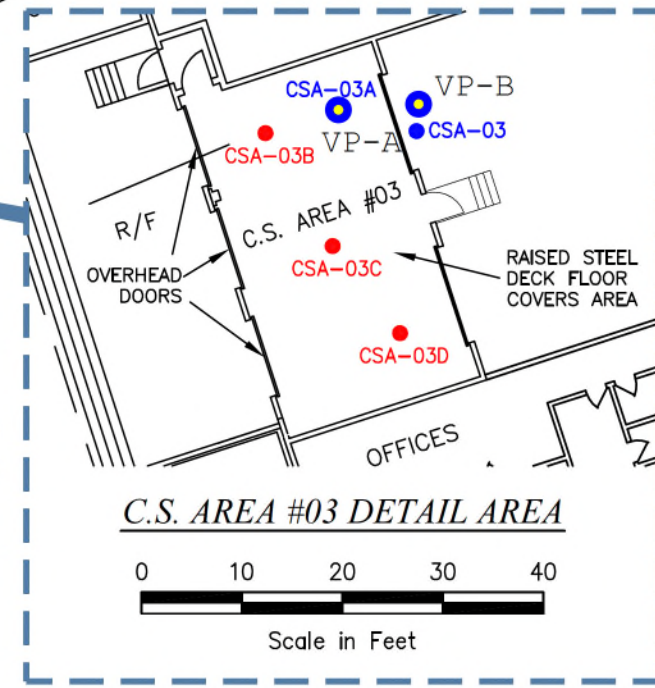 CSA-03A
VP-B
CSA-03
VP-A
CSA-03B
C.S. AREA #03
R/F
CSA-03C
OVERHEAD
DOORS
RAISED STEEL
DECK FLOOR
COVERS AREA
CSA-03D
OFFICES
C.S. AREA #03 DETAIL AREA
0 10 20 30 40
Scale in Feet